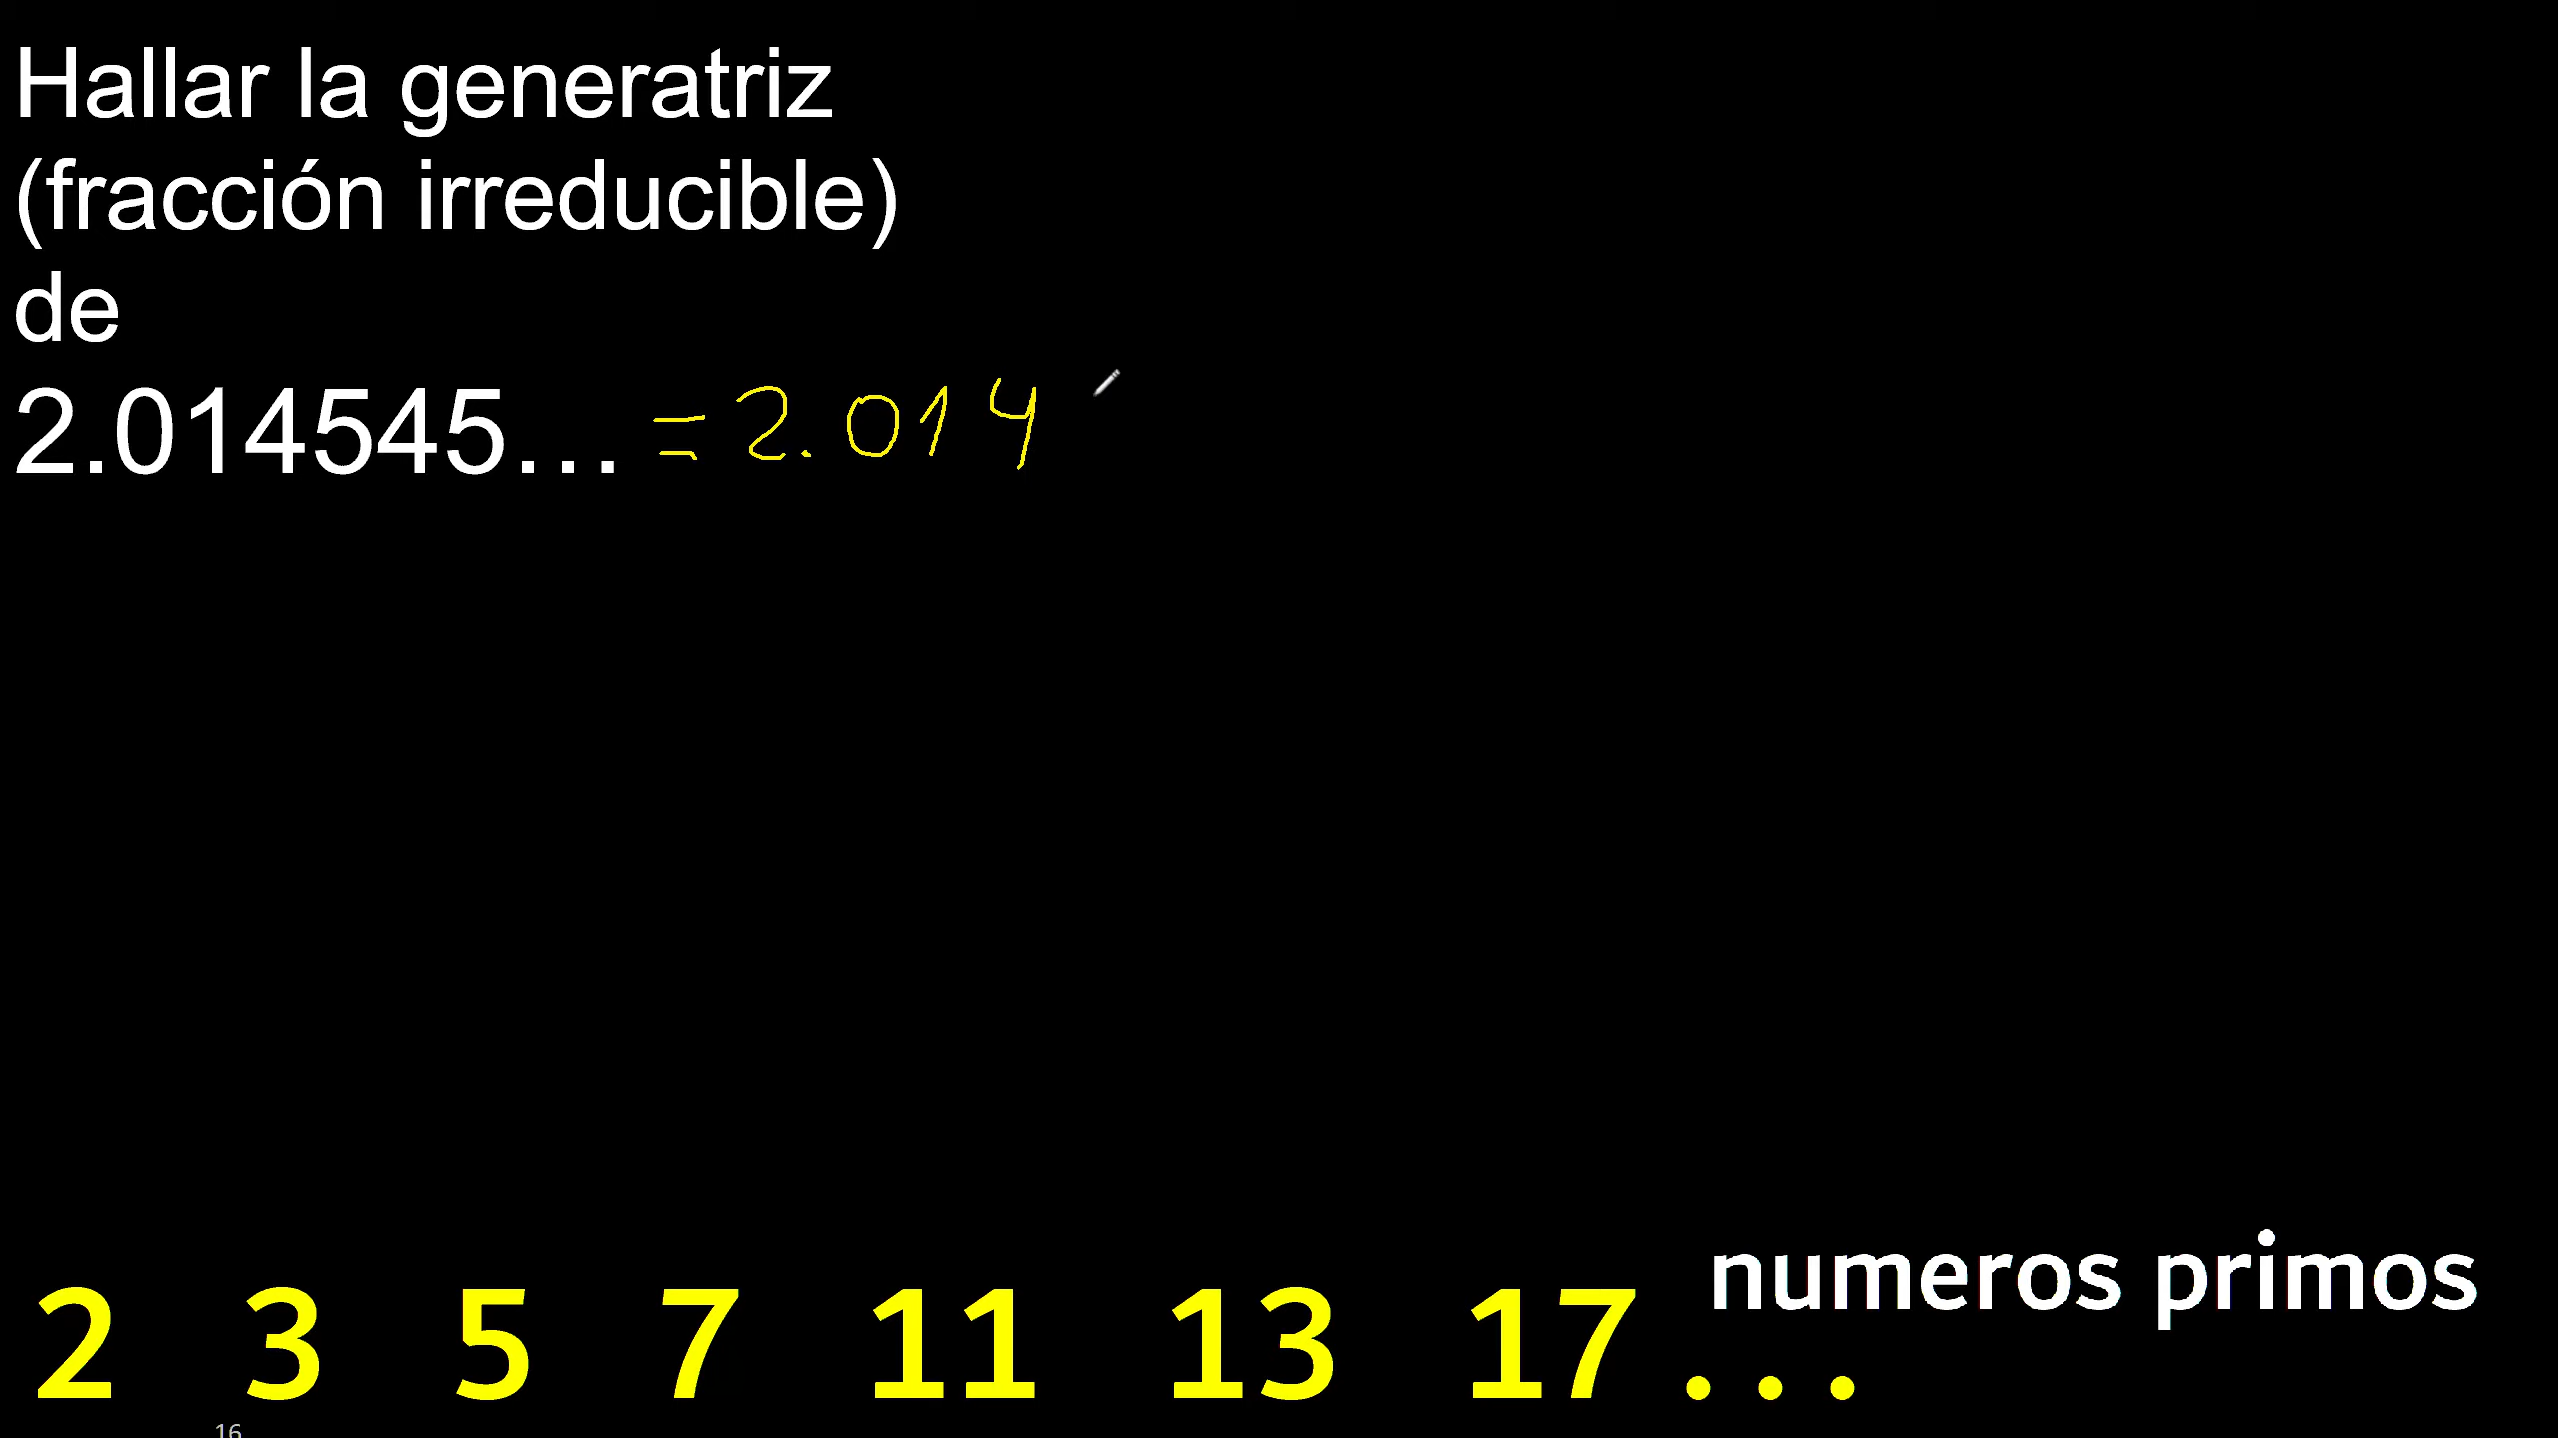 Hallar la generatriz
(fracción irreducible)
de
2.014545... = 2.014
numeros primos
2 3 5 7 11 13 17 ...
16